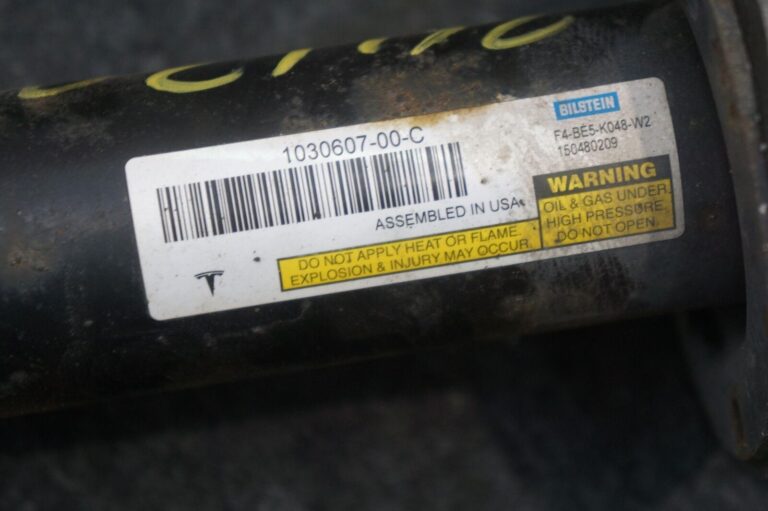 BILSTEIN
1030607-00-C
F4-BE5-K048-W2
150480209
ASSEMBLED IN USA
WARNING
OIL & GAS UNDER
HIGH PRESSURE.
DO NOT OPEN.
DO NOT APPLY HEAT OR FLAME.
EXPLOSION & INJURY MAY OCCUR.